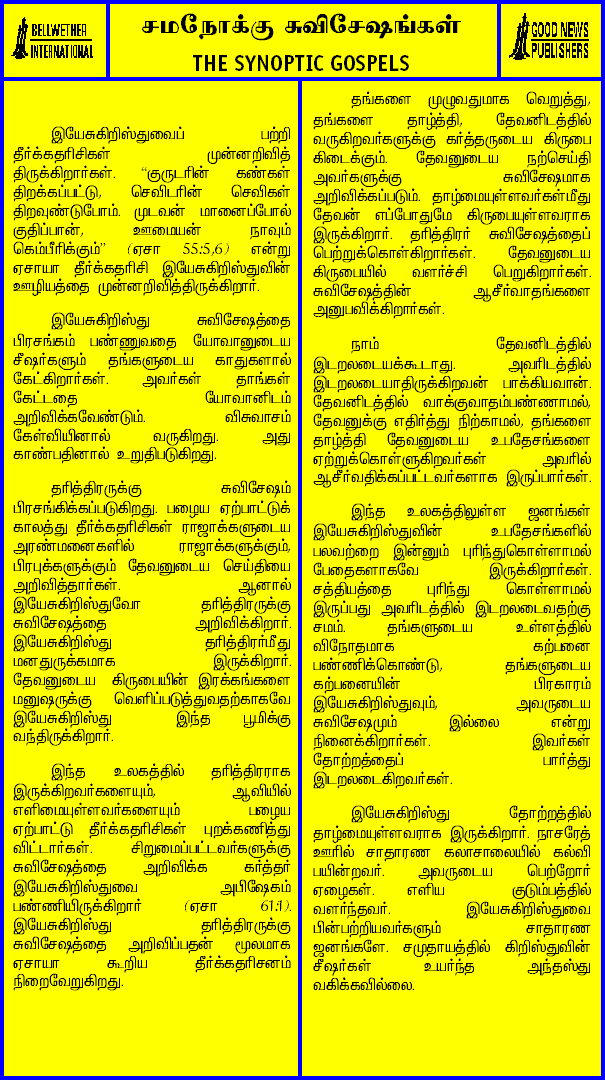 BELLWETHER
INTERNATIONAL
சமநோக்கு சுவிசேஷங்கள்
THE SYNOPTIC GOSPELS
GOOD NEWS
PUBLISHERS
இயேசுகிறிஸ்துவைப் பற்றி
தீர்க்கதரிசிகள் முன்னறிவித்
திருக்கிறார்கள். “குருடரின் கண்கள்
திறக்கப்பட்டு, செவிடரின் செவிகள்
திறவுண்டுபோம். முடவன் மானைப்போல்
குதிப்பான், ஊமையன் நாவும்
கெம்பீரிக்கும்” (ஏசா 55:5,6) என்று
ஏசாயா தீர்க்கதரிசி இயேசுகிறிஸ்துவின்
ஊழியத்தை முன்னறிவித்திருக்கிறார்.
இயேசுகிறிஸ்து சுவிசேஷத்தை
பிரசங்கம் பண்ணுவதை யோவானுடைய
சீஷர்களும் தங்களுடைய காதுகளால்
கேட்கிறார்கள். அவர்கள் தாங்கள்
கேட்டதை யோவானிடம்
அறிவிக்கவேண்டும். விசுவாசம்
கேள்வியினால் வருகிறது. அது
காண்பதினால் உறுதிபடுகிறது.
தரித்திரருக்கு சுவிசேஷம்
பிரசங்கிக்கப்படுகிறது. பழைய ஏற்பாட்டுக்
காலத்து தீர்க்கதரிசிகள் ராஜாக்களுடைய
அரண்மனைகளில் ராஜாக்களுக்கும்,
பிரபுக்களுக்கும் தேவனுடைய செய்தியை
அறிவித்தார்கள். ஆனால்
இயேசுகிறிஸ்துவோ தரித்திரருக்கு
சுவிசேஷத்தை அறிவிக்கிறார்.
இயேசுகிறிஸ்து தரித்திரர்மீது
மனதுருக்கமாக இருக்கிறார்.
தேவனுடைய கிருபையின் இரக்கங்களை
மனுஷருக்கு வெளிப்படுத்துவதற்காகவே
இயேசுகிறிஸ்து இந்த பூமிக்கு
வந்திருக்கிறார்.
இந்த உலகத்தில் தரித்திரராக
இருக்கிறவர்களையும், ஆவியில்
எளிமையுள்ளவர்களையும் பழைய
ஏற்பாட்டு தீர்க்கதரிசிகள் புறக்கணித்து
விட்டார்கள். சிறுமைப்பட்டவர்களுக்கு
சுவிசேஷத்தை அறிவிக்க கர்த்தர்
இயேசுகிறிஸ்துவை அபிஷேகம்
பண்ணியிருக்கிறார் (ஏசா 61:1).
இயேசுகிறிஸ்து தரித்திரருக்கு
சுவிசேஷத்தை அறிவிப்பதன் மூலமாக
ஏசாயா கூறிய தீர்க்கதரிசனம்
நிறைவேறுகிறது.
தங்களை முழுவதுமாக வெறுத்து,
தங்களை தாழ்த்தி, தேவனிடத்தில்
வருகிறவர்களுக்கு கர்த்தருடைய கிருபை
கிடைக்கும். தேவனுடைய நற்செய்தி
அவர்களுக்கு சுவிசேஷமாக
அறிவிக்கப்படும். தாழ்மையுள்ளவர்கள்மீது
தேவன் எப்போதுமே கிருபையுள்ளவராக
இருக்கிறார். தரித்திரர் சுவிசேஷத்தைப்
பெற்றுக்கொள்கிறார்கள். தேவனுடைய
கிருபையில் வளர்ச்சி பெறுகிறார்கள்.
சுவிசேஷத்தின் ஆசீர்வாதங்களை
அனுபவிக்கிறார்கள்.
நாம் தேவனிடத்தில்
இடறலடையக்கூடாது. அவரிடத்தில்
இடறலடையாதிருக்கிறவன் பாக்கியவான்.
தேவனிடத்தில் வாக்குவாதம்பண்ணாமல்,
தேவனுக்கு எதிர்த்து நிற்காமல், தங்களை
தாழ்த்தி தேவனுடைய உபதேசங்களை
ஏற்றுக்கொள்ளுகிறவர்கள் அவரில்
ஆசீர்வதிக்கப்பட்டவர்களாக இருப்பார்கள்.
இந்த உலகத்திலுள்ள ஜனங்கள்
இயேசுகிறிஸ்துவின் உபதேசங்களில்
பலவற்றை இன்னும் புரிந்துகொள்ளாமல்
பேதைகளாகவே இருக்கிறார்கள்.
சத்தியத்தை புரிந்து கொள்ளாமல்
இருப்பது அவரிடத்தில் இடறலடைவதற்கு
சமம். தங்களுடைய உள்ளத்தில்
விநோதமாக கற்பனை
பண்ணிக்கொண்டு, தங்களுடைய
கற்பனையின் பிரகாரம்
இயேசுகிறிஸ்துவும், அவருடைய
சுவிசேஷமும் இல்லை என்று
நினைக்கிறார்கள். இவர்கள்
தோற்றத்தைப் பார்த்து
இடறலடைகிறவர்கள்.
இயேசுகிறிஸ்து தோற்றத்தில்
தாழ்மையுள்ளவராக இருக்கிறார். நாசரேத்
ஊரில் சாதாரண கலாசாலையில் கல்வி
பயின்றவர். அவருடைய பெற்றோர்
ஏழைகள். எளிய குடும்பத்தில்
வளர்ந்தவர். இயேசுகிறிஸ்துவை
பின்பற்றியவர்களும் சாதாரண
ஜனங்களே. சமுதாயத்தில் கிறிஸ்துவின்
சீஷர்கள் உயர்ந்த அந்தஸ்து
வகிக்கவில்லை.